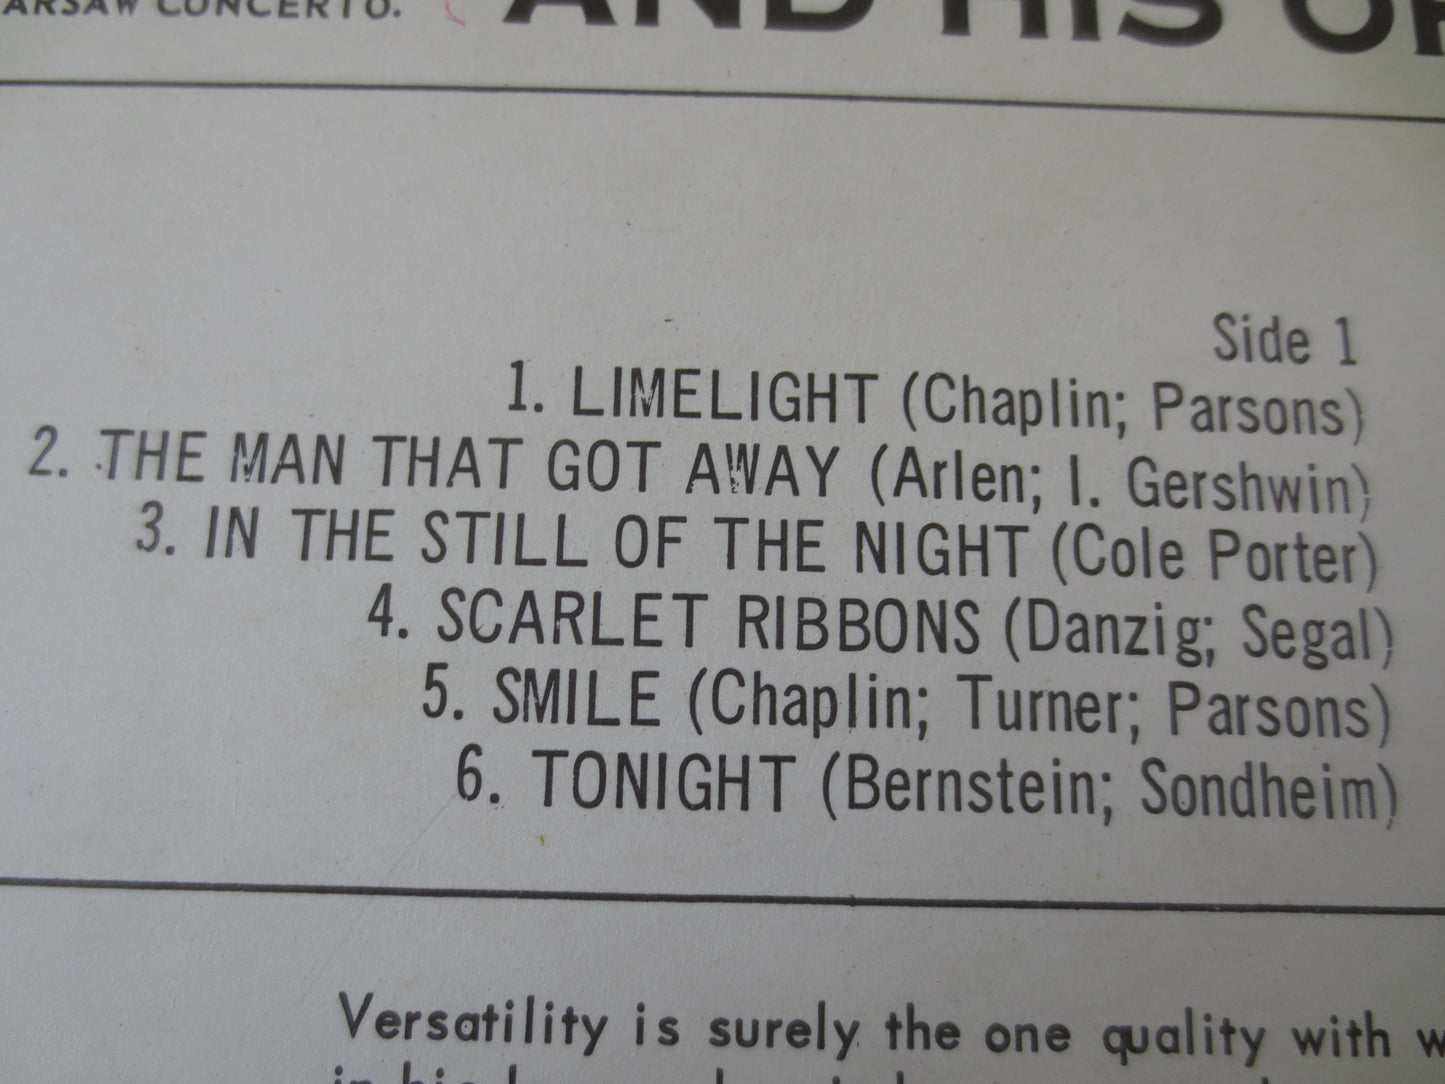 CONCERTO.
AND HIS
Side 1
1. LIMELIGHT (Chaplin; Parsons)
2. THE MAN THAT GOT AWAY (Arlen; I. Gershwin)
3. IN THE STILL OF THE NIGHT (Cole Porter)
4. SCARLET RIBBONS (Danzig; Segal)
5. SMILE (Chaplin; Turner; Parsons)
6. TONIGHT (Bernstein; Sondheim)
Versatility is surely the one quality with